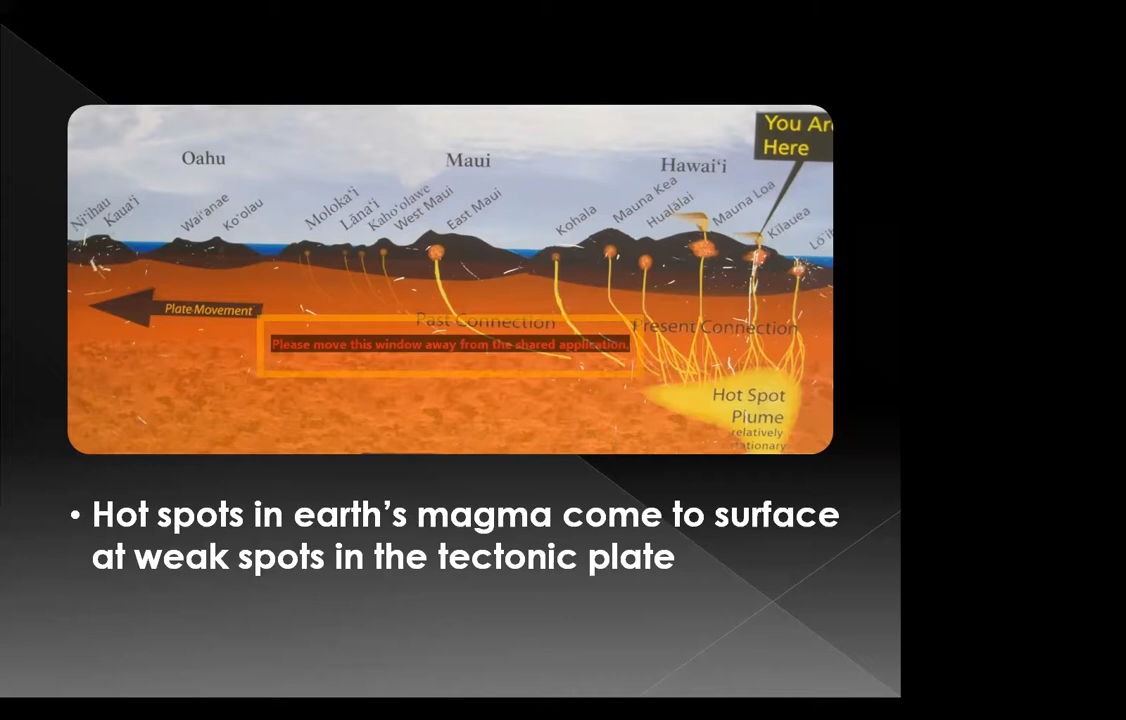 You Ar
Here
Oahu
Maui
Hawai‘i
Ni‘ihau
Kaua‘i
Wai‘anae
Ko‘olau
Moloka‘i
Lāna‘i
Kaho‘olawe
West Maui
East Maui
Kohala
Mauna Kea
Hualālai
Mauna Loa
Kilauea
Lō‘ih
Plate Movement
Past Connection
Present Connection
Please move this window away from the shared application.
Hot Spot
Plume
relatively
stationary
• Hot spots in earth’s magma come to surface
at weak spots in the tectonic plate